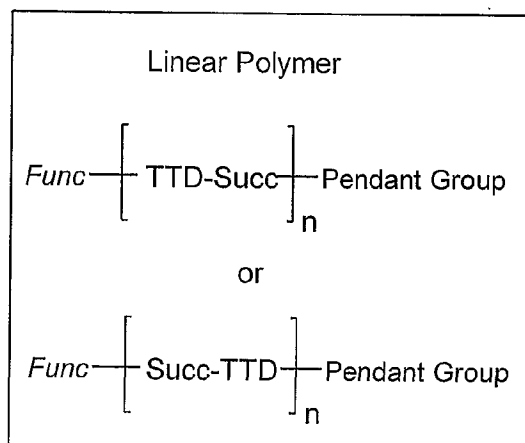 Linear Polymer
Func TTD-Succ Pendant Group
n
or
Func Succ-TTD Pendant Group
n